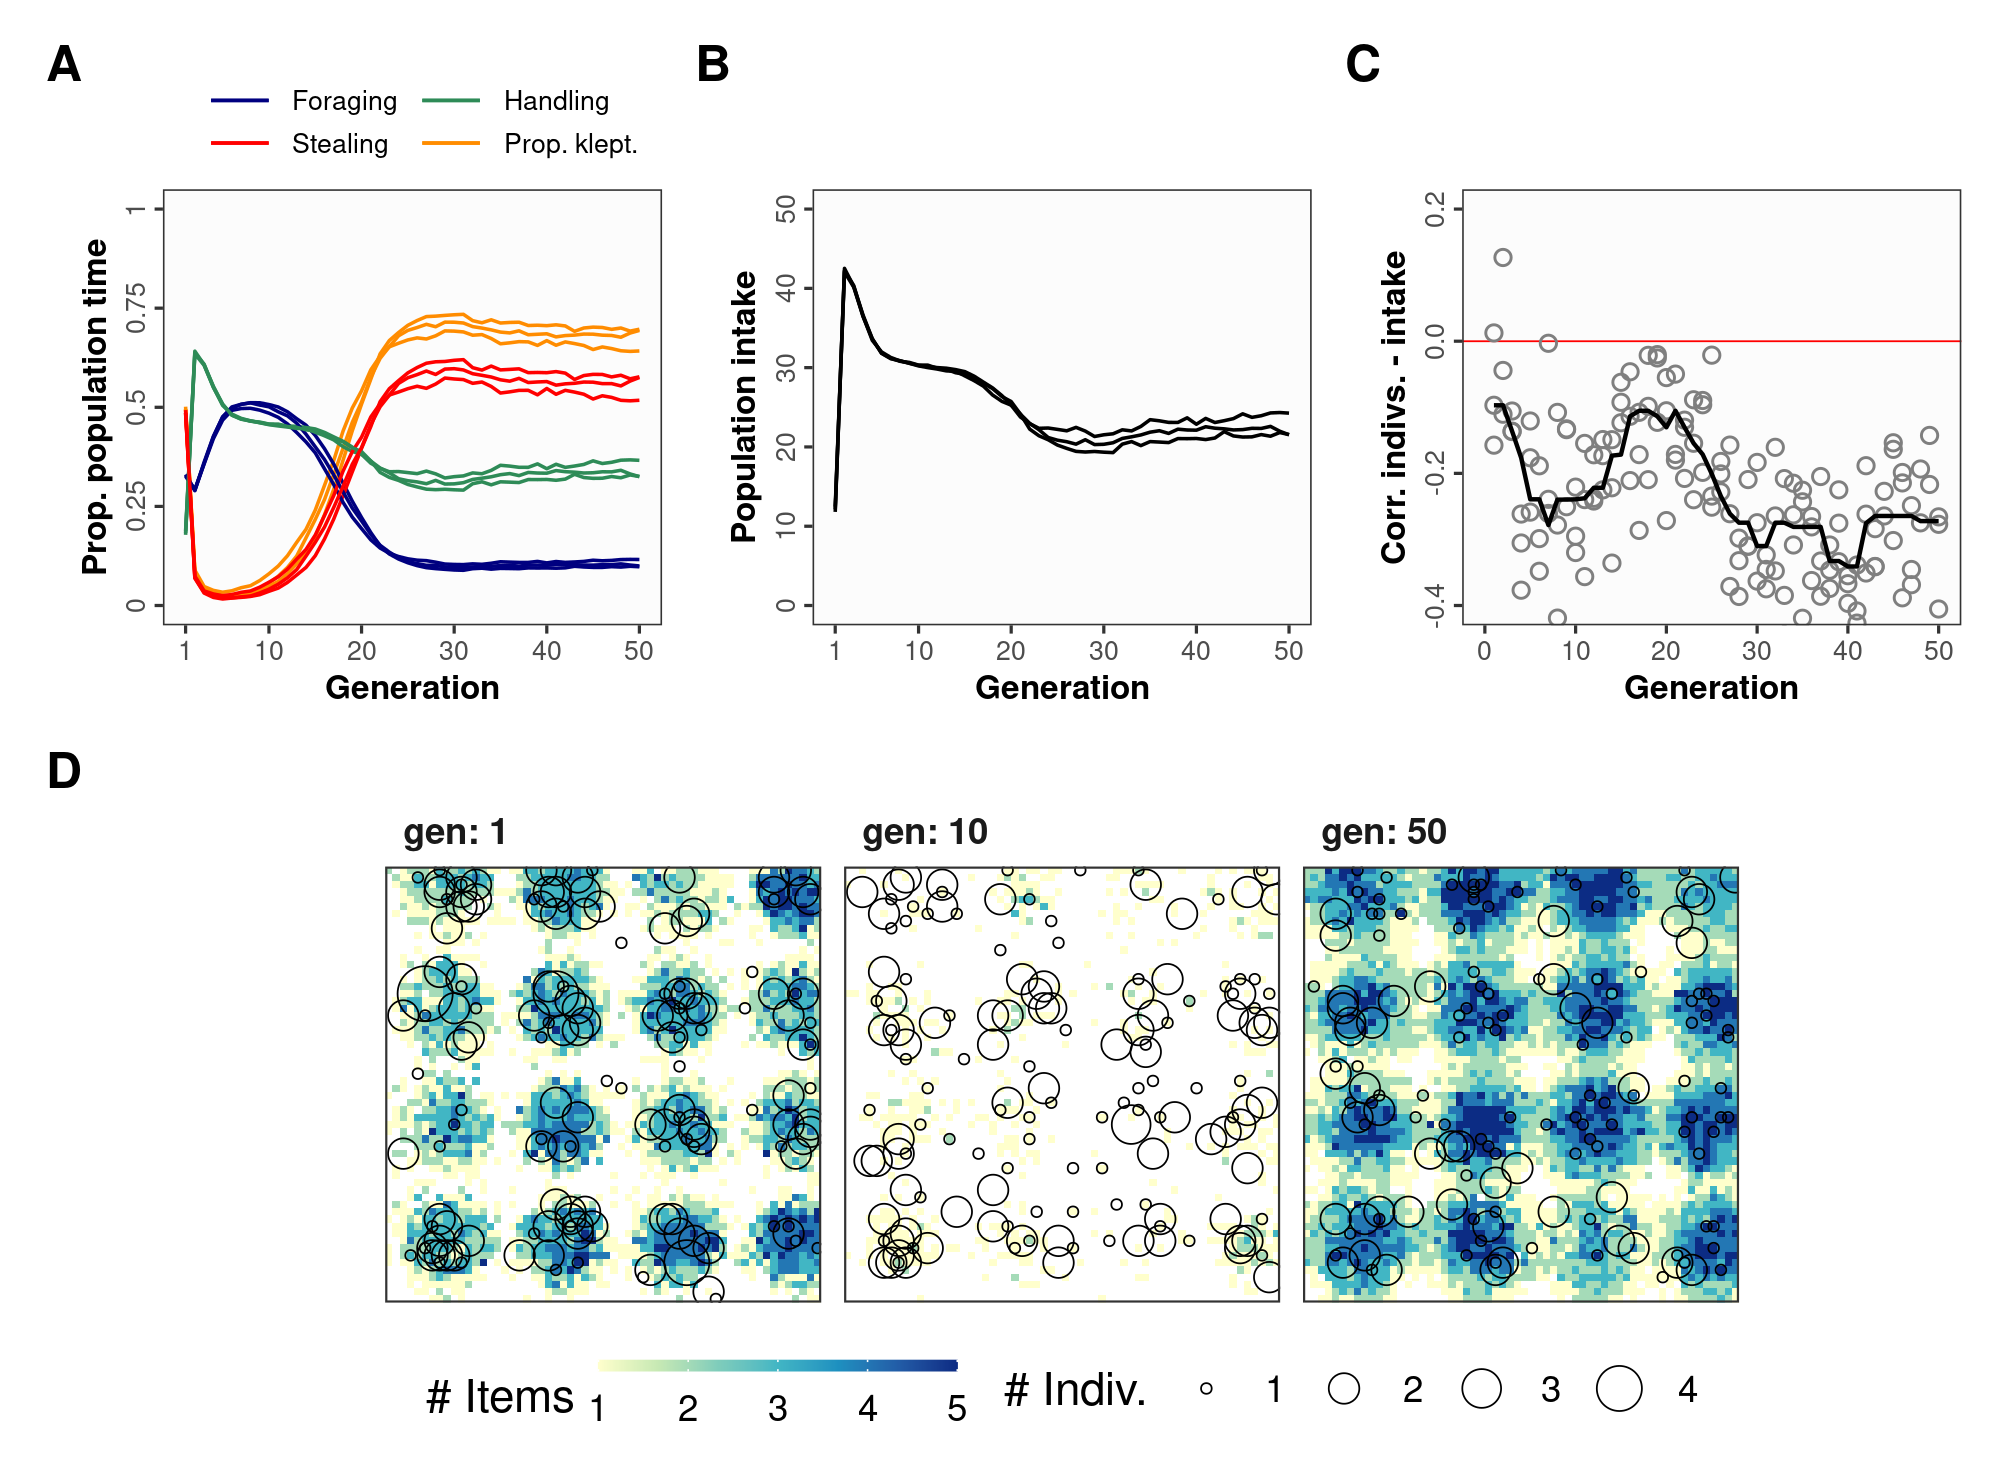 A
B
C
Foraging
Handling
Stealing
Prop. klept.
Prop. population time
1
0.75
0.5
0.25
0
1
10
20
30
40
50
Generation
Population intake
50
40
30
20
10
0
1
10
20
30
40
50
Generation
Corr. indivs. - intake
0.2
0.0
-0.2
-0.4
0
10
20
30
40
50
Generation
D
gen: 1
gen: 10
gen: 50
# Items
1
2
3
4
5
# Indiv.
1
2
3
4